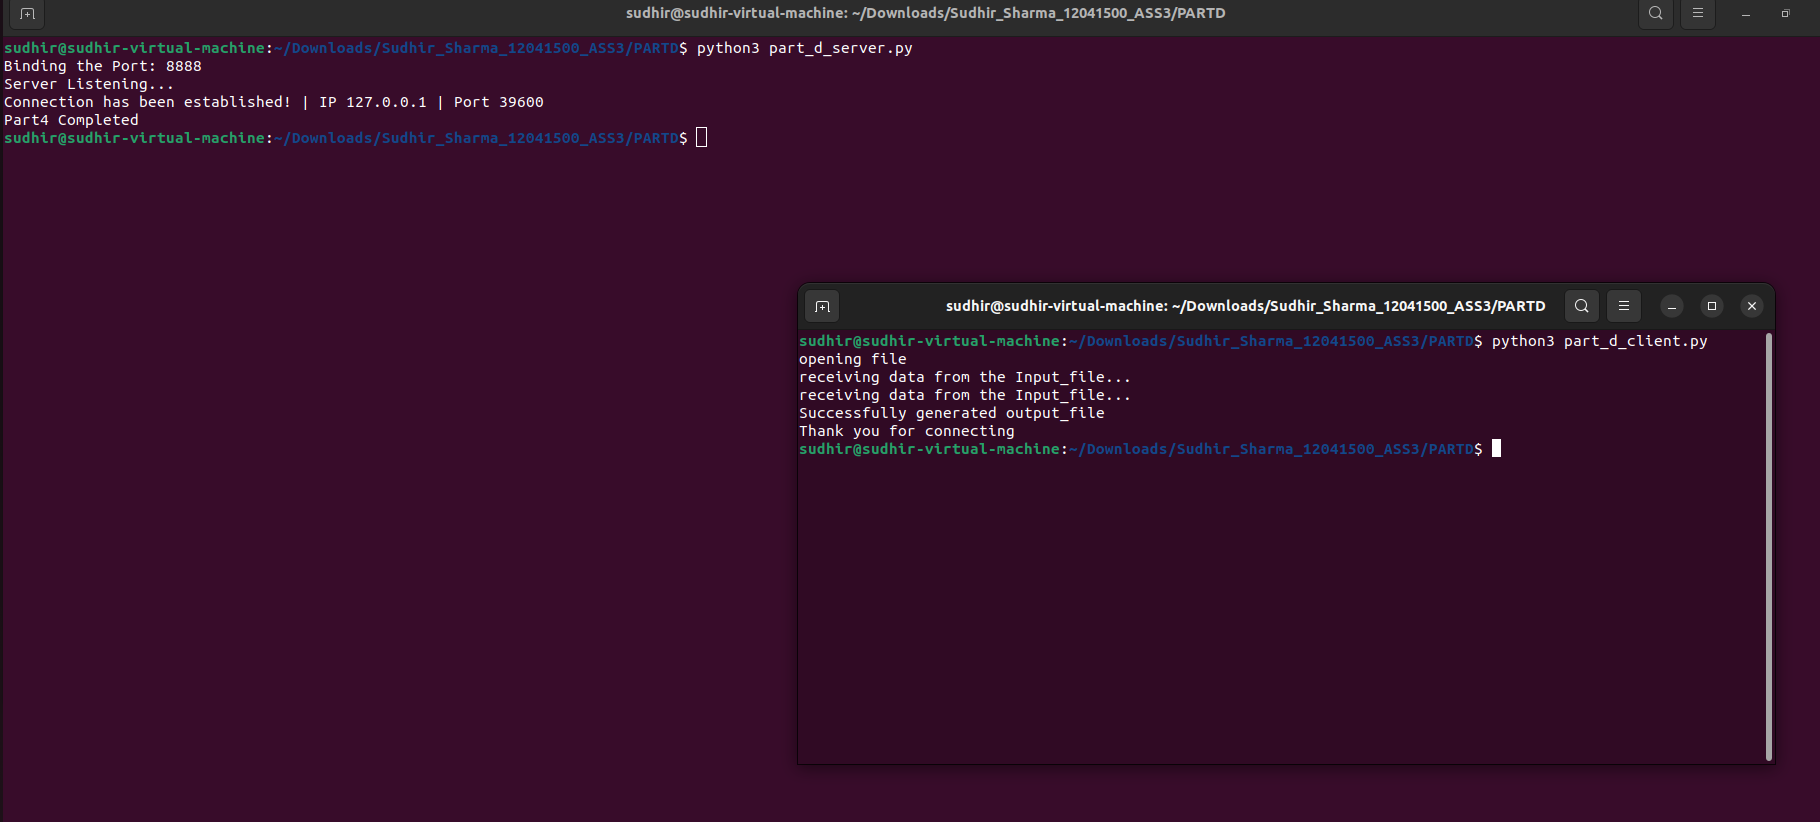 sudhir@sudhir-virtual-machine: ~/Downloads/Sudhir_Sharma_12041500_ASS3/PARTD
sudhir@sudhir-virtual-machine:~/Downloads/Sudhir_Sharma_12041500_ASS3/PARTD$ python3 part_d_server.py
Binding the Port: 8888
Server Listening...
Connection has been established! | IP 127.0.0.1 | Port 39600
Part4 Completed
sudhir@sudhir-virtual-machine:~/Downloads/Sudhir_Sharma_12041500_ASS3/PARTD$
sudhir@sudhir-virtual-machine: ~/Downloads/Sudhir_Sharma_12041500_ASS3/PARTD
sudhir@sudhir-virtual-machine:~/Downloads/Sudhir_Sharma_12041500_ASS3/PARTD$ python3 part_d_client.py
opening file
receiving data from the Input_file...
receiving data from the Input_file...
Successfully generated output_file
Thank you for connecting
sudhir@sudhir-virtual-machine:~/Downloads/Sudhir_Sharma_12041500_ASS3/PARTD$